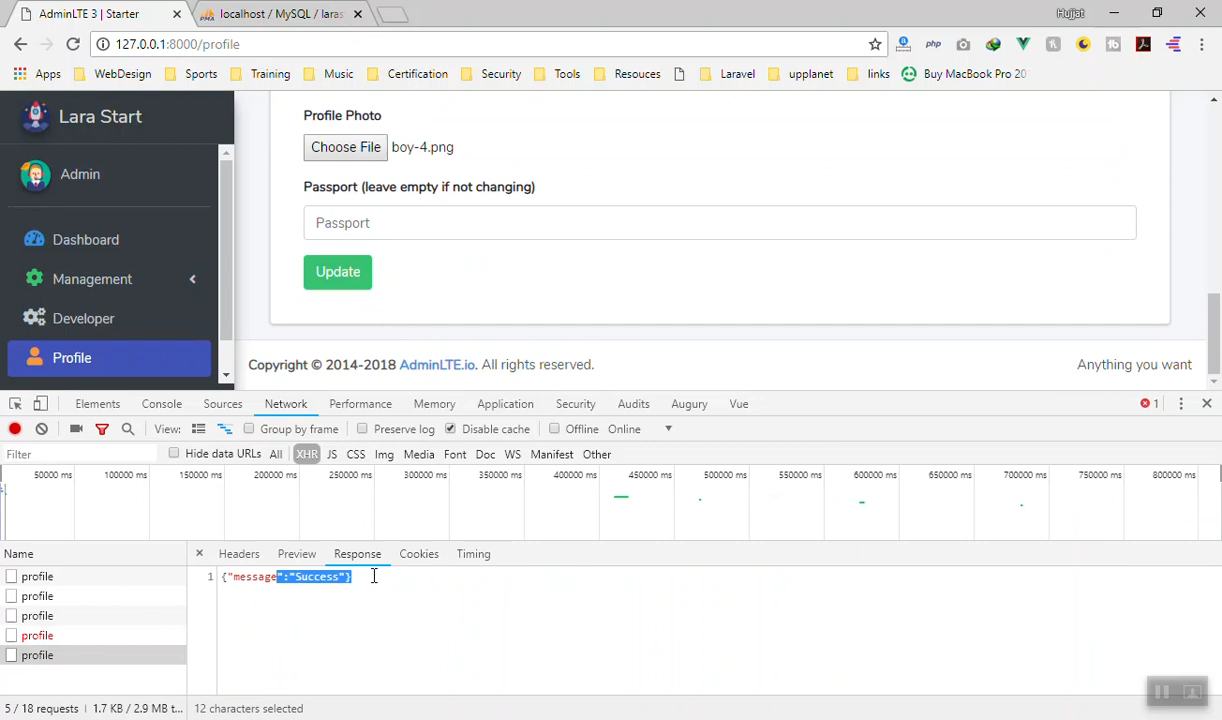 AdminLTE 3 | Starter
localhost / MySQL / laras
Hujjat
127.0.0.1:8000/profile
Apps WebDesign Sports Training Music Certification Security Tools Resouces Laravel upplanet links Buy MacBook Pro 20
Lara Start
Admin
Dashboard
Management
Developer
Profile
Profile Photo
Choose File boy-4.png
Passport (leave empty if not changing)
Passport
Update
Copyright © 2014-2018 AdminLTE.io. All rights reserved. Anything you want
Elements Console Sources Network Performance Memory Application Security Audits Augury Vue 1
View: Group by frame Preserve log Disable cache Offline Online
Filter Hide data URLs All XHR JS CSS Img Media Font Doc WS Manifest Other
50000 ms 100000 ms 150000 ms 200000 ms 250000 ms 300000 ms 350000 ms 400000 ms 450000 ms 500000 ms 550000 ms 600000 ms 650000 ms 700000 ms 750000 ms 800000 ms
Name Headers Preview Response Cookies Timing
profile
profile
profile
profile
profile
1 {"message":"Success"}
5 / 18 requests 1.7 KB / 2.9 MB t... 12 characters selected